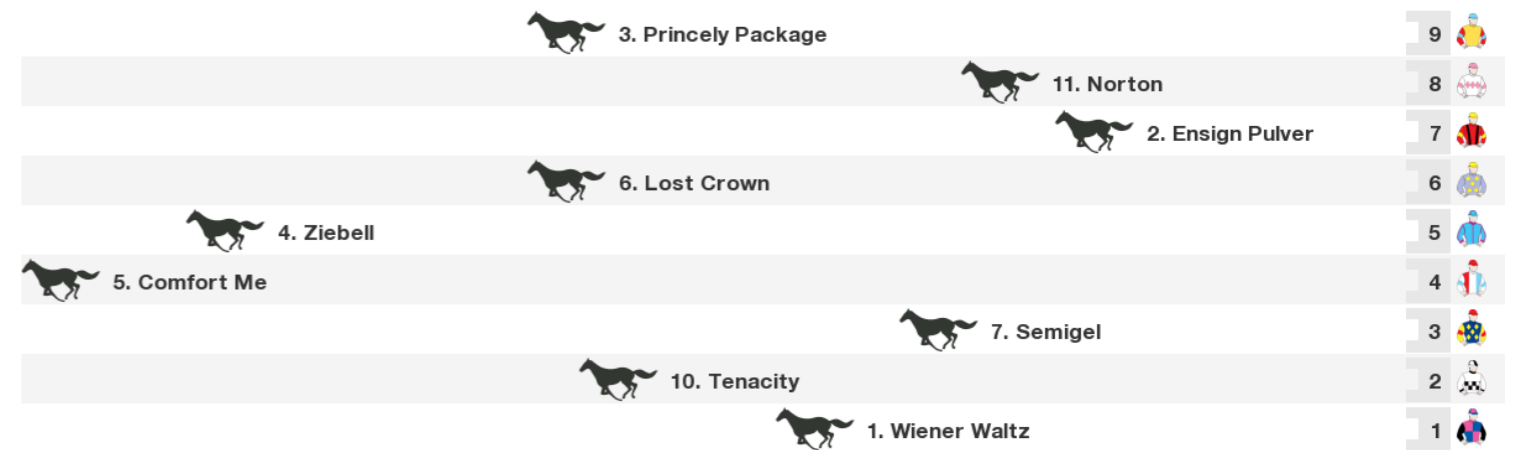 3. Princely Package 9
11. Norton 8
2. Ensign Pulver 7
6. Lost Crown 6
4. Ziebell 5
5. Comfort Me 4
7. Semigel 3
10. Tenacity 2
1. Wiener Waltz 1